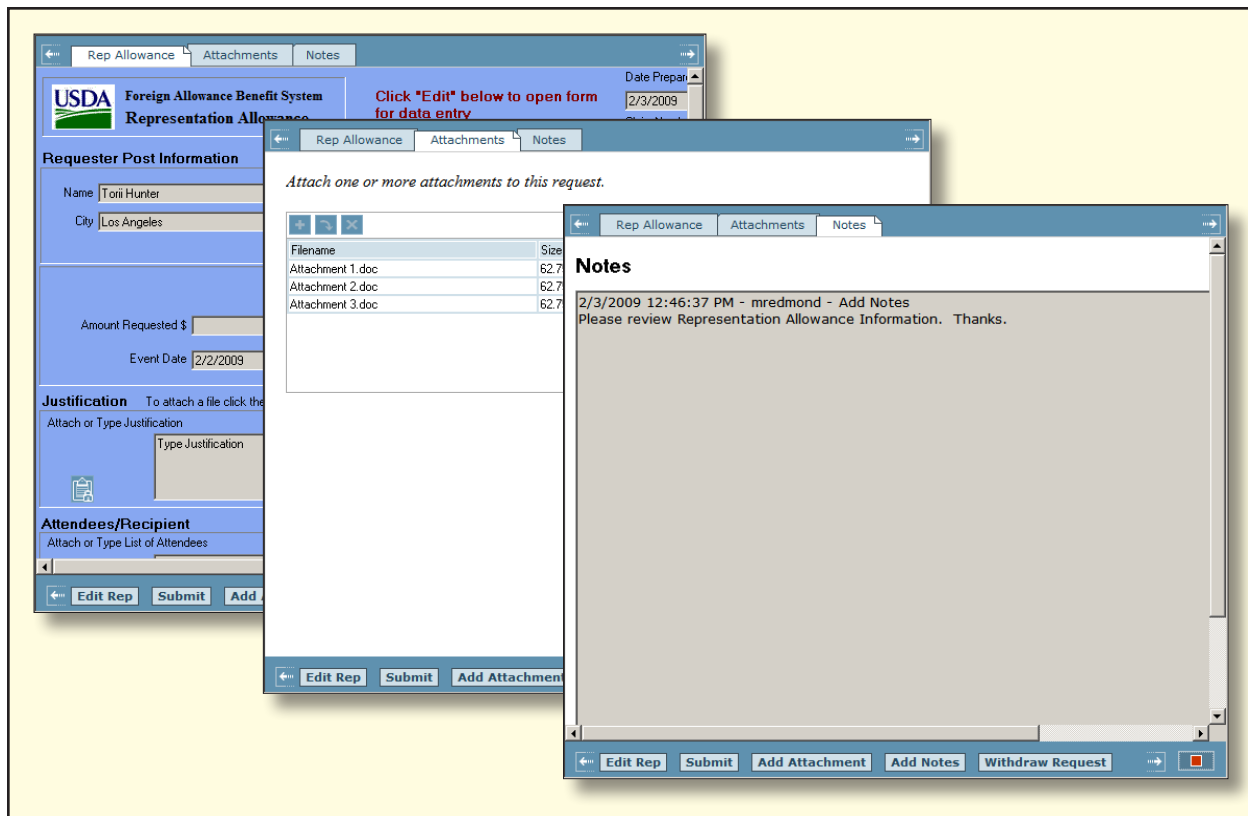 Rep Allowance Attachments Notes
USDA
Foreign Allowance Benefit System
Representation Allowance
Click "Edit" below to open form
for data entry
2/3/2009
Requester Post Information
Name Torii Hunter
City Los Angeles
Amount Requested $
Event Date 2/2/2009
Justification To attach a file click the
Attach or Type Justification
Type Justification
Attendees/Recipient
Attach or Type List of Attendees
Edit Rep Submit Add
Rep Allowance Attachments Notes
Attach one or more attachments to this request.
Filename Size
Attachment 1.doc 62.7
Attachment 2.doc 62.7
Attachment 3.doc 62.7
Edit Rep Submit Add Attachment
Rep Allowance Attachments Notes
Notes
2/3/2009 12:46:37 PM - mredmond - Add Notes
Please review Representation Allowance Information. Thanks.
Edit Rep Submit Add Attachment Add Notes Withdraw Request